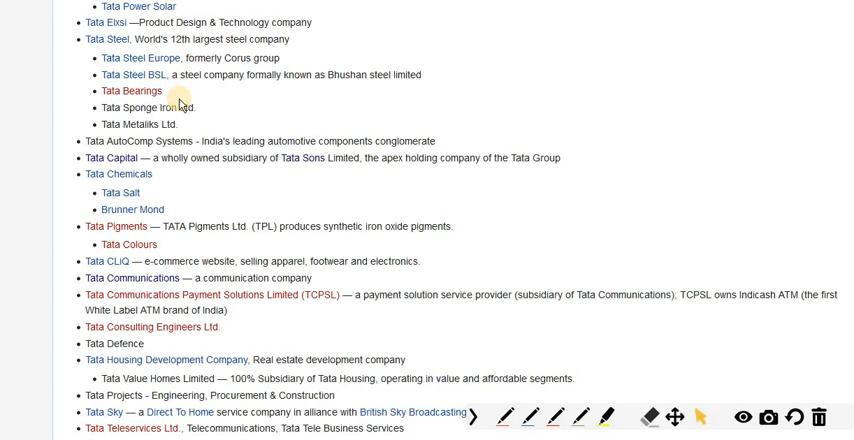 Tata Power Solar
Tata Elxsi —Product Design & Technology company
Tata Steel, World's 12th largest steel company
Tata Steel Europe, formerly Corus group
Tata Steel BSL, a steel company formally known as Bhushan steel limited
Tata Bearings
Tata Sponge Iron Ltd.
Tata Metaliks Ltd.
Tata AutoComp Systems - India's leading automotive components conglomerate
Tata Capital — a wholly owned subsidiary of Tata Sons Limited, the apex holding company of the Tata Group
Tata Chemicals
Tata Salt
Brunner Mond
Tata Pigments — TATA Pigments Ltd. (TPL) produces synthetic iron oxide pigments.
Tata Colours
Tata CLiQ — e-commerce website, selling apparel, footwear and electronics.
Tata Communications — a communication company
Tata Communications Payment Solutions Limited (TCPSL) — a payment solution service provider (subsidiary of Tata Communications); TCPSL owns Indicash ATM (the first
White Label ATM brand of India)
Tata Consulting Engineers Ltd.
Tata Defence
Tata Housing Development Company, Real estate development company
Tata Value Homes Limited — 100% Subsidiary of Tata Housing, operating in value and affordable segments.
Tata Projects - Engineering, Procurement & Construction
Tata Sky — a Direct To Home service company in alliance with British Sky Broadcasting
Tata Teleservices Ltd., Telecommunications, Tata Tele Business Services